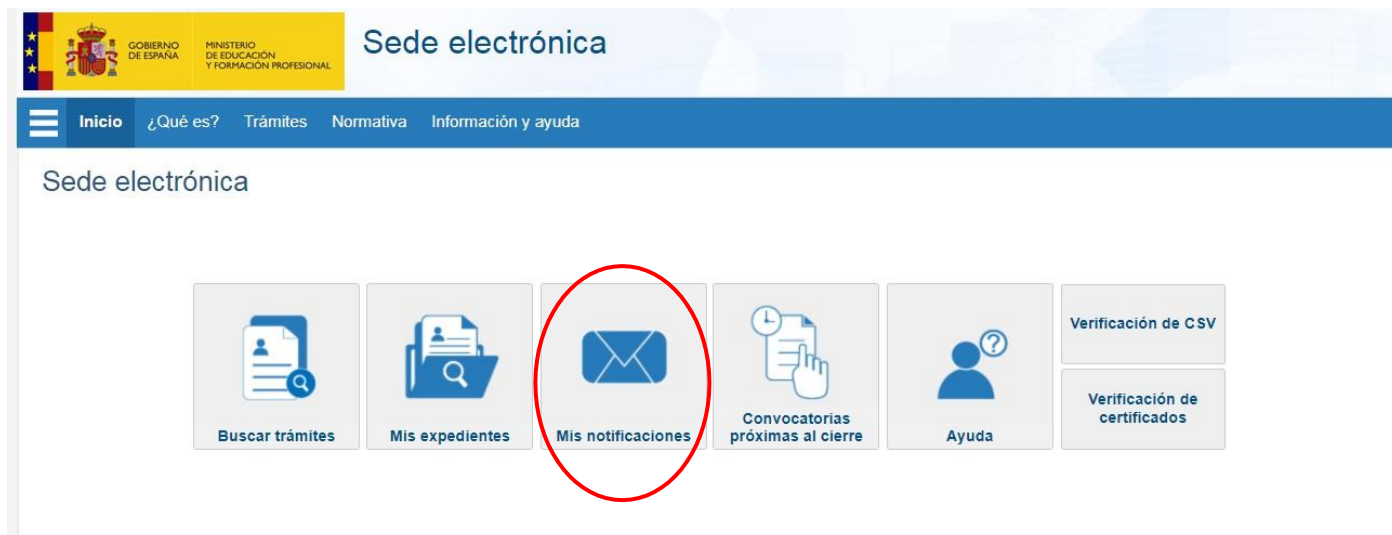 GOBIERNO
DE ESPAÑA
MINISTERIO
DE EDUCACIÓN
Y FORMACIÓN PROFESIONAL
Sede electrónica
Inicio ¿Qué es? Trámites Normativa Información y ayuda
Sede electrónica
Buscar trámites
Mis expedientes
Mis notificaciones
Convocatorias
próximas al cierre
?
Ayuda
Verificación de CSV
Verificación de
certificados